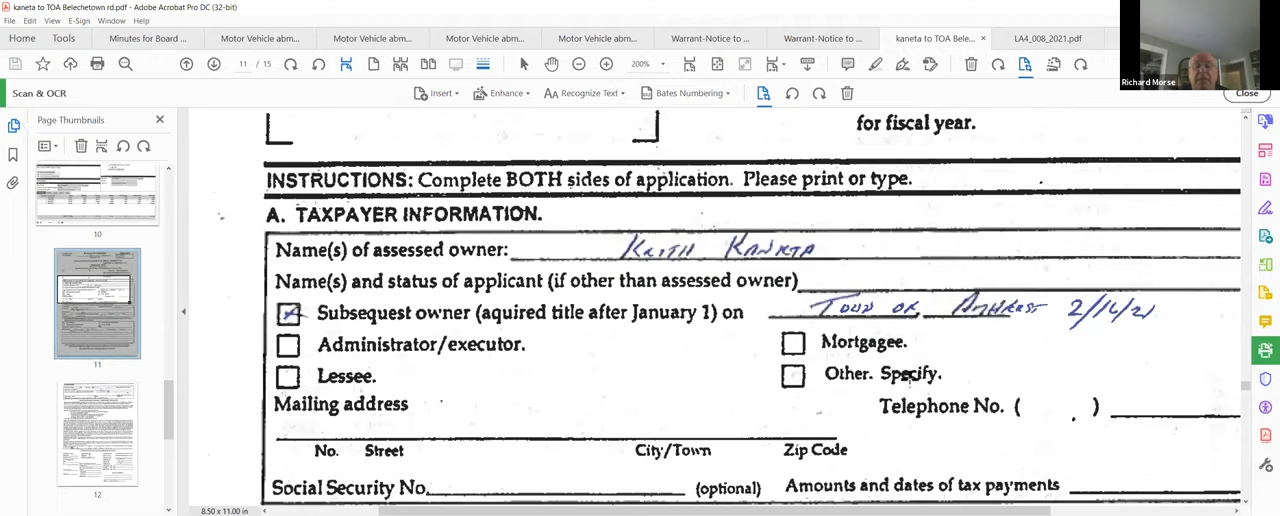 kaneta to TOA Belechetown rd.pdf - Adobe Acrobat Pro DC (32-bit)
File Edit View E-Sign Window Help
Home Tools Minutes for Board ... Motor Vehicle abm... Motor Vehicle abm... Motor Vehicle abm... Motor Vehicle abm... Warrant-Notice to ... Warrant-Notice to ... kaneta to TOA Bele... × LA4_008_2021.pdf
11 / 15 200%
Richard Morse
Scan & OCR Insert Enhance Recognize Text Bates Numbering Close
Page Thumbnails ×
10
11
12
for fiscal year.
INSTRUCTIONS: Complete BOTH sides of application. Please print or type.
A. TAXPAYER INFORMATION.
Name(s) of assessed owner: Keith Kaneta
Name(s) and status of applicant (if other than assessed owner)
Subsequest owner (aquired title after January 1) on Town of Amherst 2/16/21
Administrator/executor. Mortgagee.
Lessee. Other. Specify.
Mailing address Telephone No. ( )
No. Street City/Town Zip Code
Social Security No. (optional) Amounts and dates of tax payments
8.50 x 11.00 in